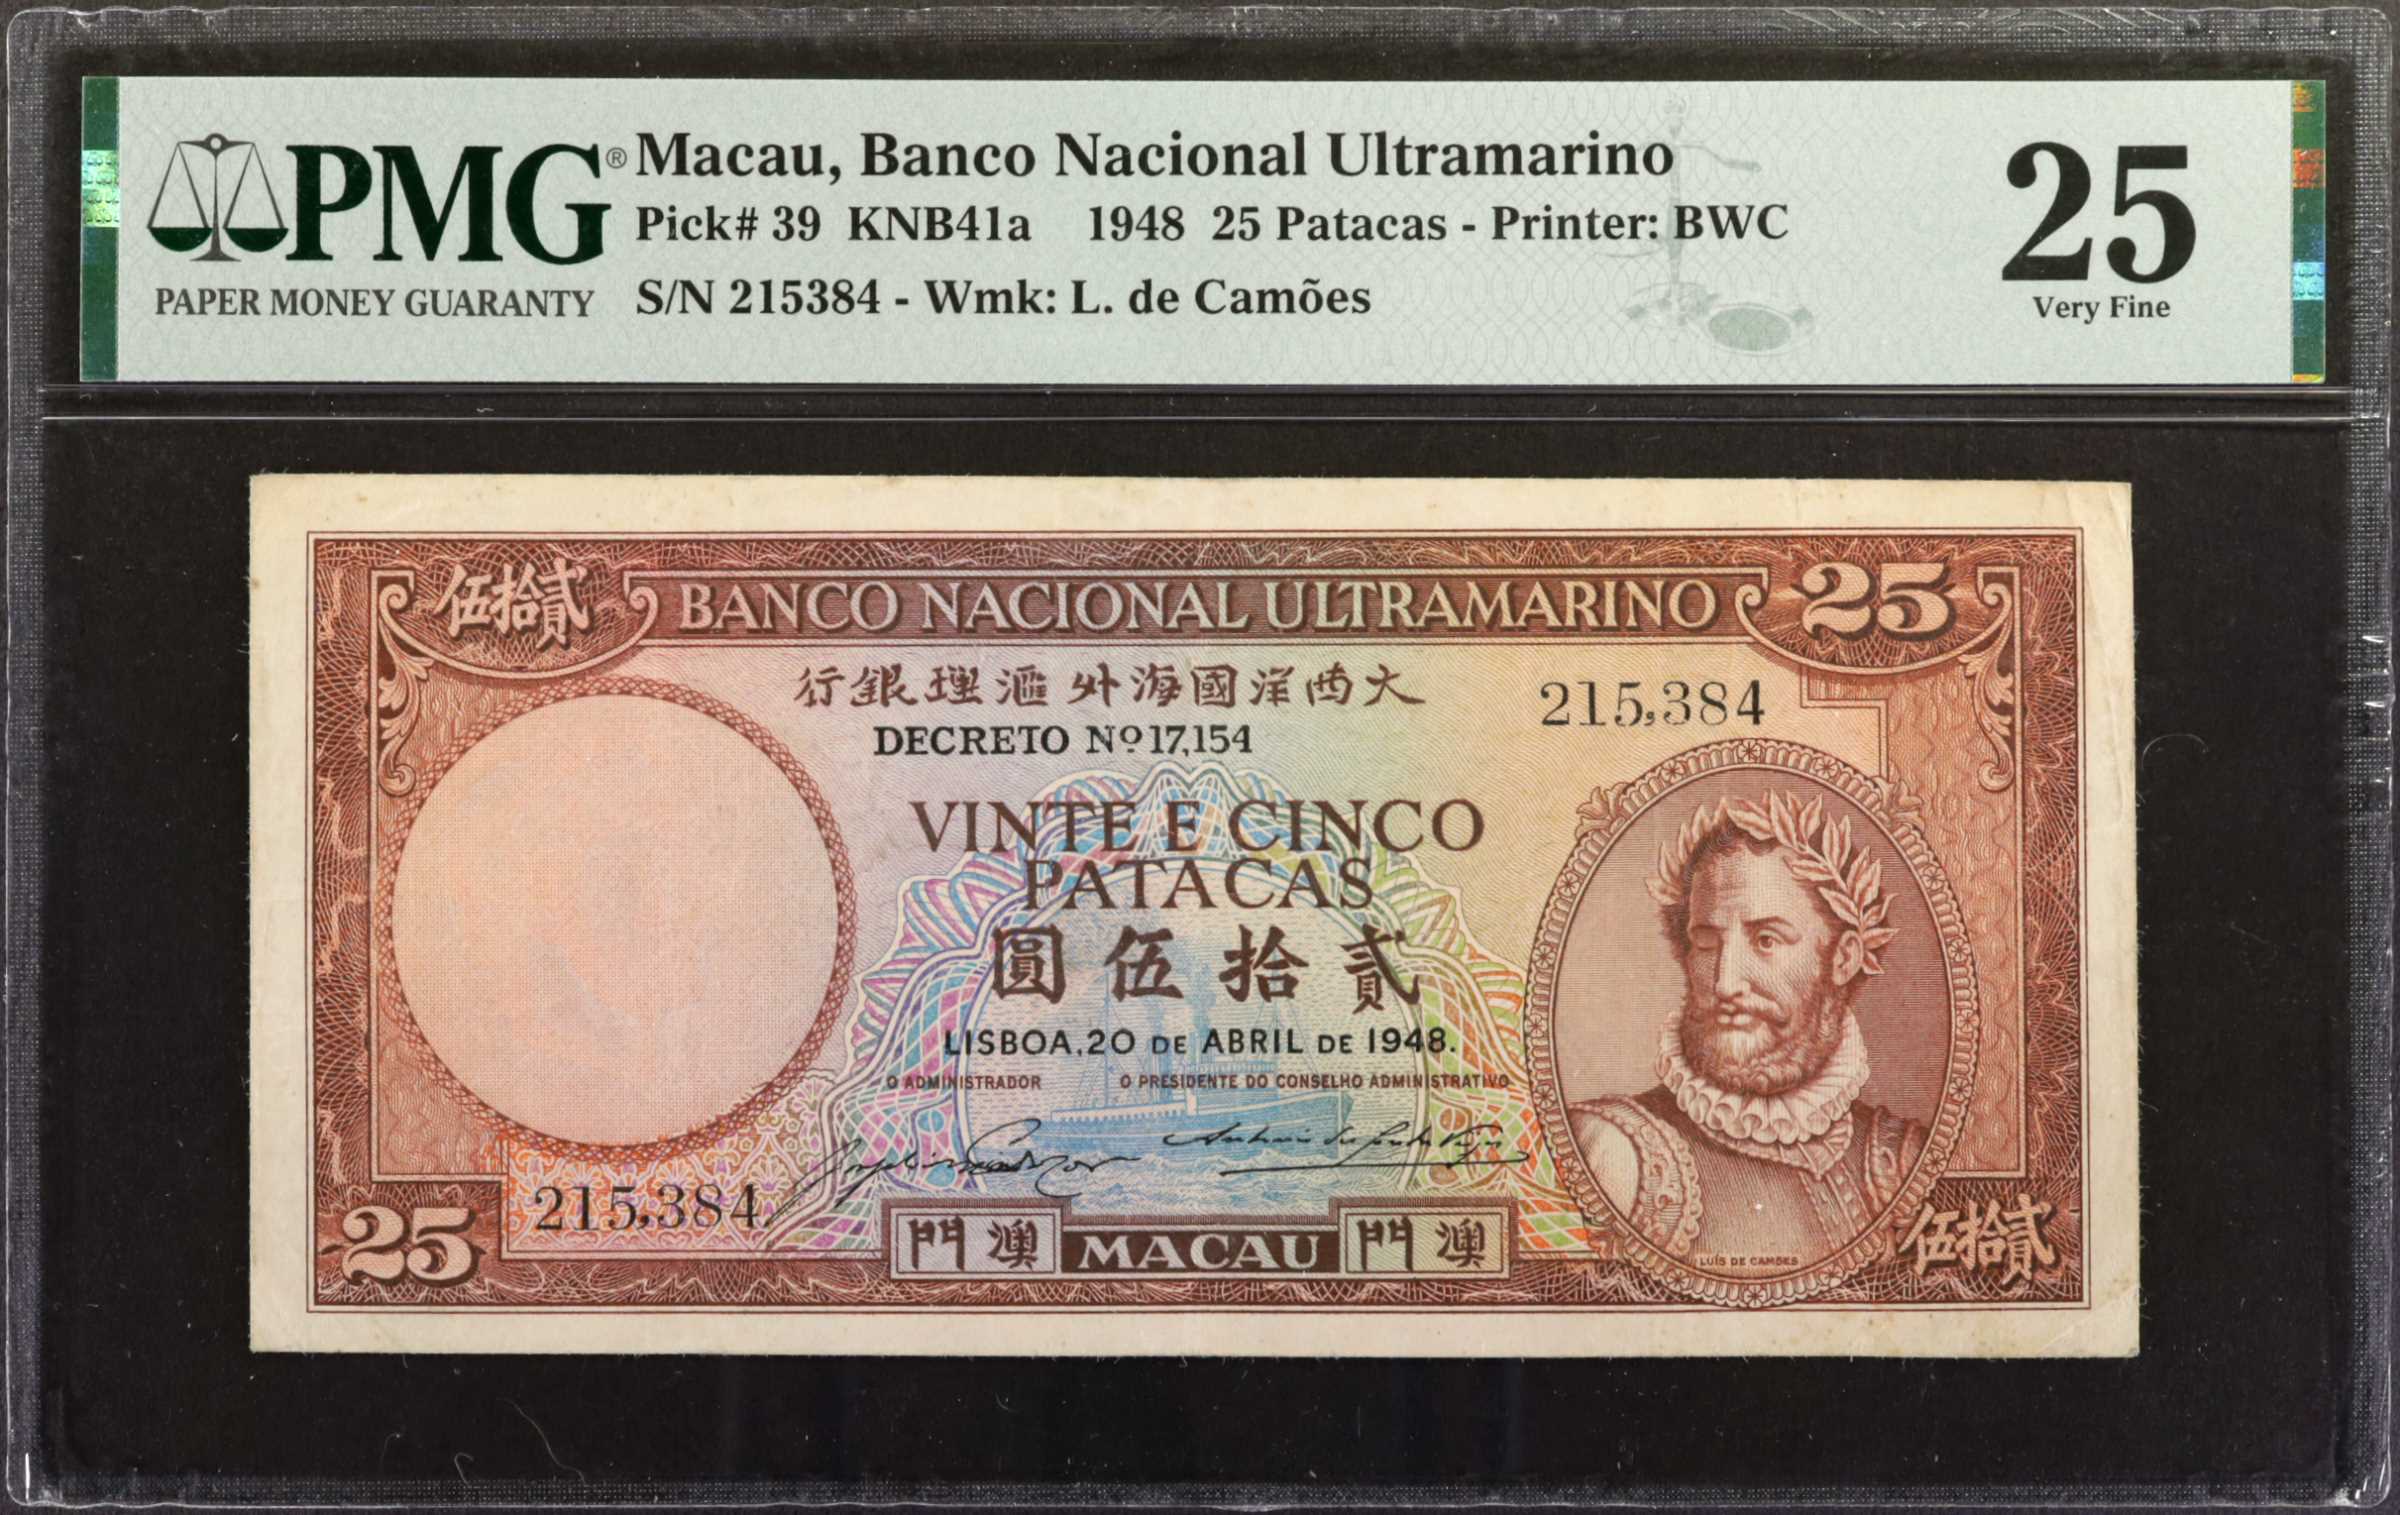 PMG®
PAPER MONEY GUARANTY
Macau, Banco Nacional Ultramarino
Pick# 39 KNB41a 1948 25 Patacas - Printer: BWC
S/N 215384 - Wmk: L. de Camões
25
Very Fine
伍拾貳
BANCO NACIONAL ULTRAMARINO
25
行銀理滙外海國洋西大
215,384
DECRETO Nº 17,154
VINTE E CINCO
PATACAS
圓伍拾貳
LISBOA, 20 DE ABRIL DE 1948.
O ADMINISTRADOR
O PRESIDENTE DO CONSELHO ADMINISTRATIVO
215,384
25
門澳
MACAU
門澳
LUÍS DE CAMÕES
伍拾貳